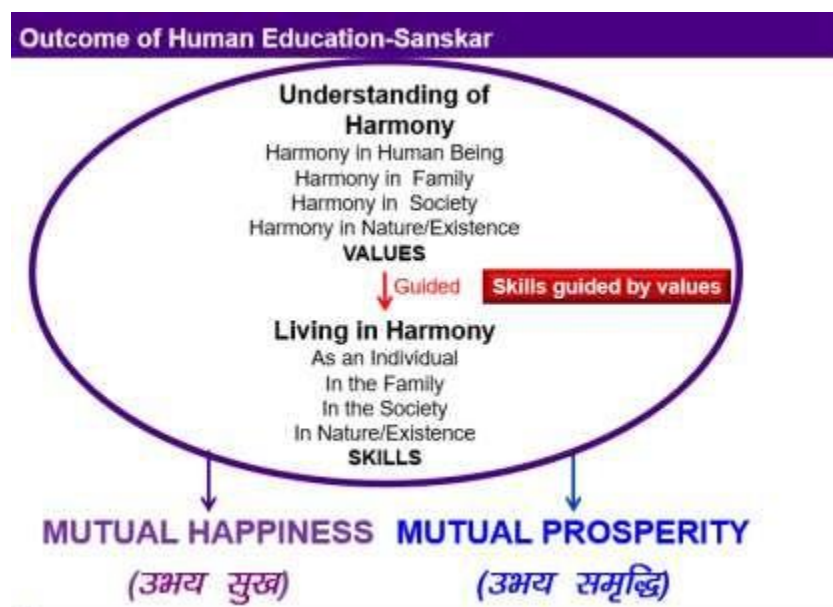 Outcome of Human Education-Sanskar
Understanding of
Harmony
Harmony in Human Being
Harmony in Family
Harmony in Society
Harmony in Nature/Existence
VALUES
Guided
Skills guided by values
Living in Harmony
As an Individual
In the Family
In the Society
In Nature/Existence
SKILLS
MUTUAL HAPPINESS
MUTUAL PROSPERITY
(उभय सुख)
(उभय समृद्धि)